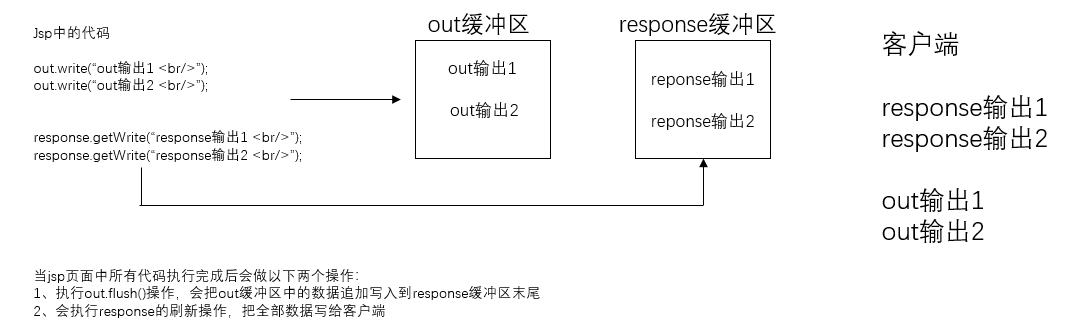 Jsp中的代码
out.write(“out输出1 <br/>”);
out.write(“out输出2 <br/>”);
response.getWrite(“response输出1 <br/>”);
response.getWrite(“response输出2 <br/>”);
out缓冲区
out输出1
out输出2
response缓冲区
reponse输出1
reponse输出2
客户端
response输出1
response输出2
out输出1
out输出2
当jsp页面中所有代码执行完成后会做以下两个操作：
1、执行out.flush()操作，会把out缓冲区中的数据追加写入到response缓冲区末尾
2、会执行response的刷新操作，把全部数据写给客户端